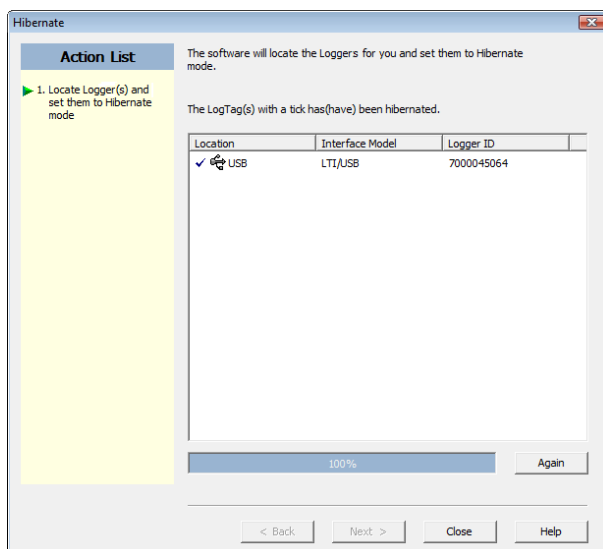 Hibernate
Action List
1. Locate Logger(s) and
set them to Hibernate
mode
The software will locate the Loggers for you and set them to Hibernate
mode.
The LogTag(s) with a tick has(have) been hibernated.
Location Interface Model Logger ID
USB LTI/USB 7000045064
100%
Again
< Back Next > Close Help